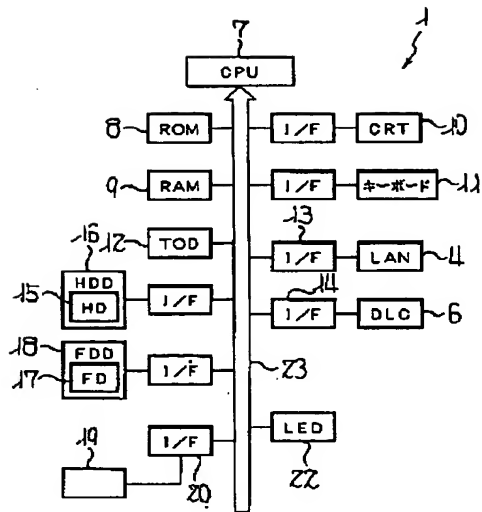 7 1
CPU
8 ROM I/F CRT 10
9 RAM I/F キーボード 11
12 TOD 13 I/F LAN 4
16 HDD
15 HD I/F 14 I/F DLC 6
18 FDD
17 FD I/F 23
19 I/F 20 LED 22